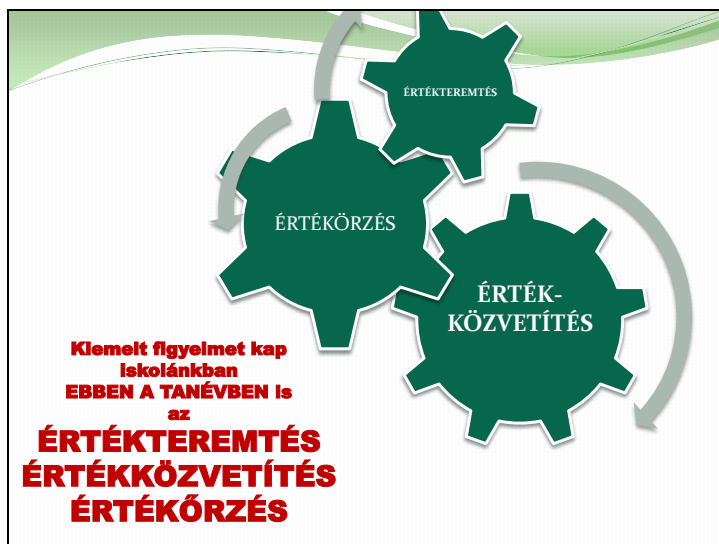 ÉRTÉKTEREMTÉS
ÉRTÉKÖRZÉS
ÉRTÉK-
KÖZVETÍTÉS
Kiemelt figyelmet kap
iskolánkban
EBBEN A TANÉVBEN is
az
ÉRTÉKTEREMTÉS
ÉRTÉKKÖZVETÍTÉS
ÉRTÉKŐRZÉS